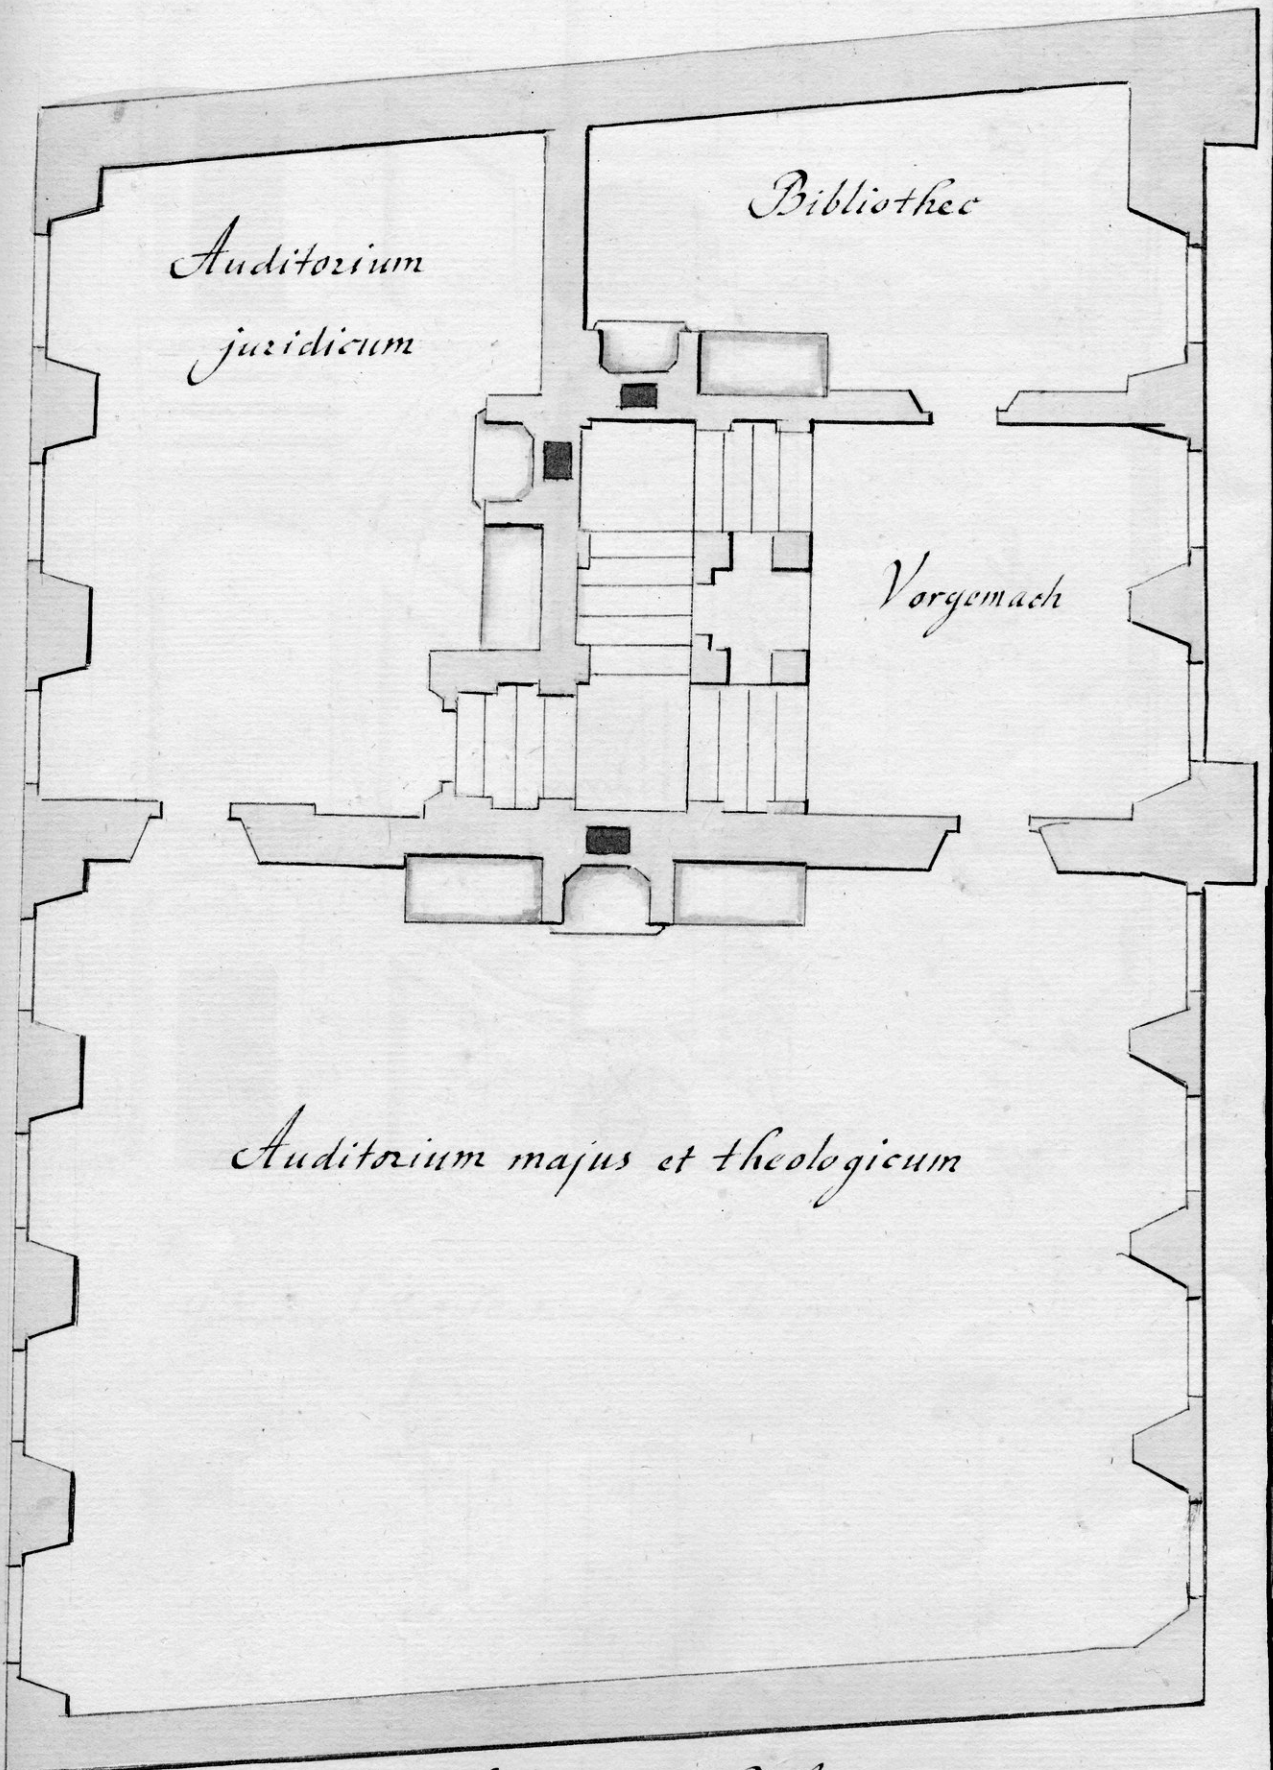 Bibliothec
Auditorium
juridicum
Vorgemach
Auditorium majus et theologicum